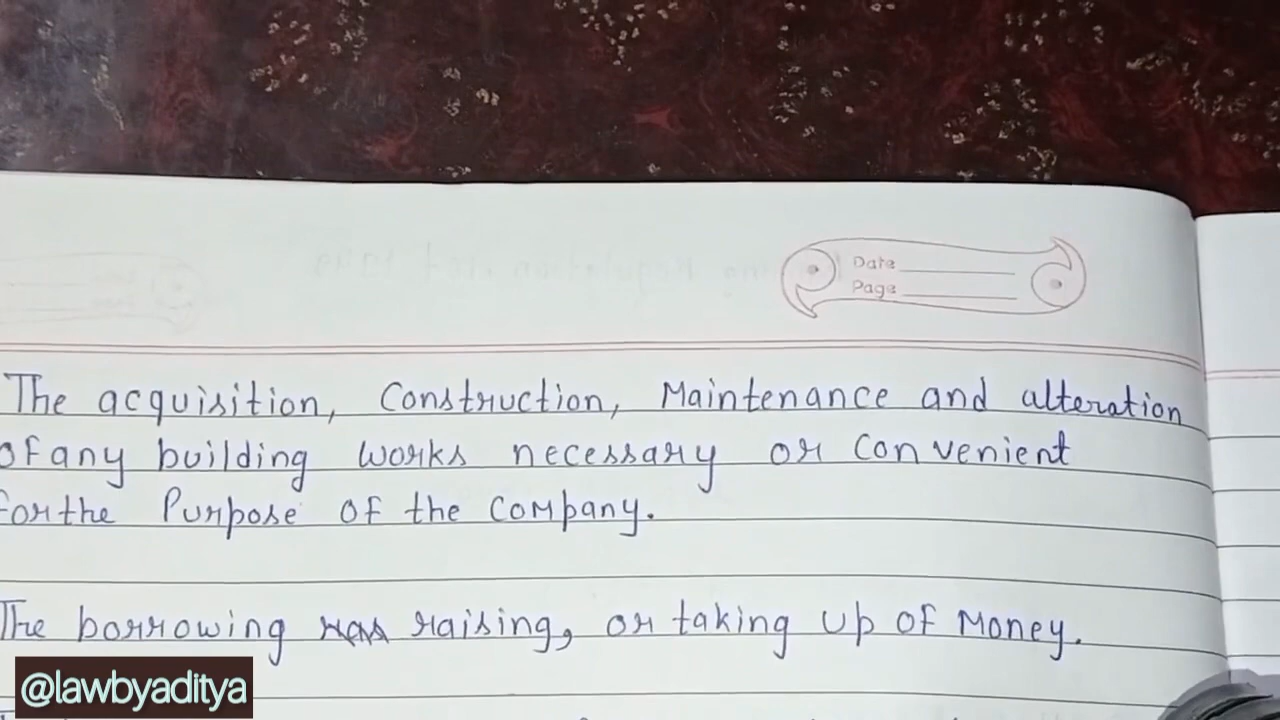 Date
Page
The acquisition, Construction, Maintenance and alteration
of any building works necessary or convenient
for the Purpose of the company.
The borrowing raising, or taking up of Money.
@lawbyaditya